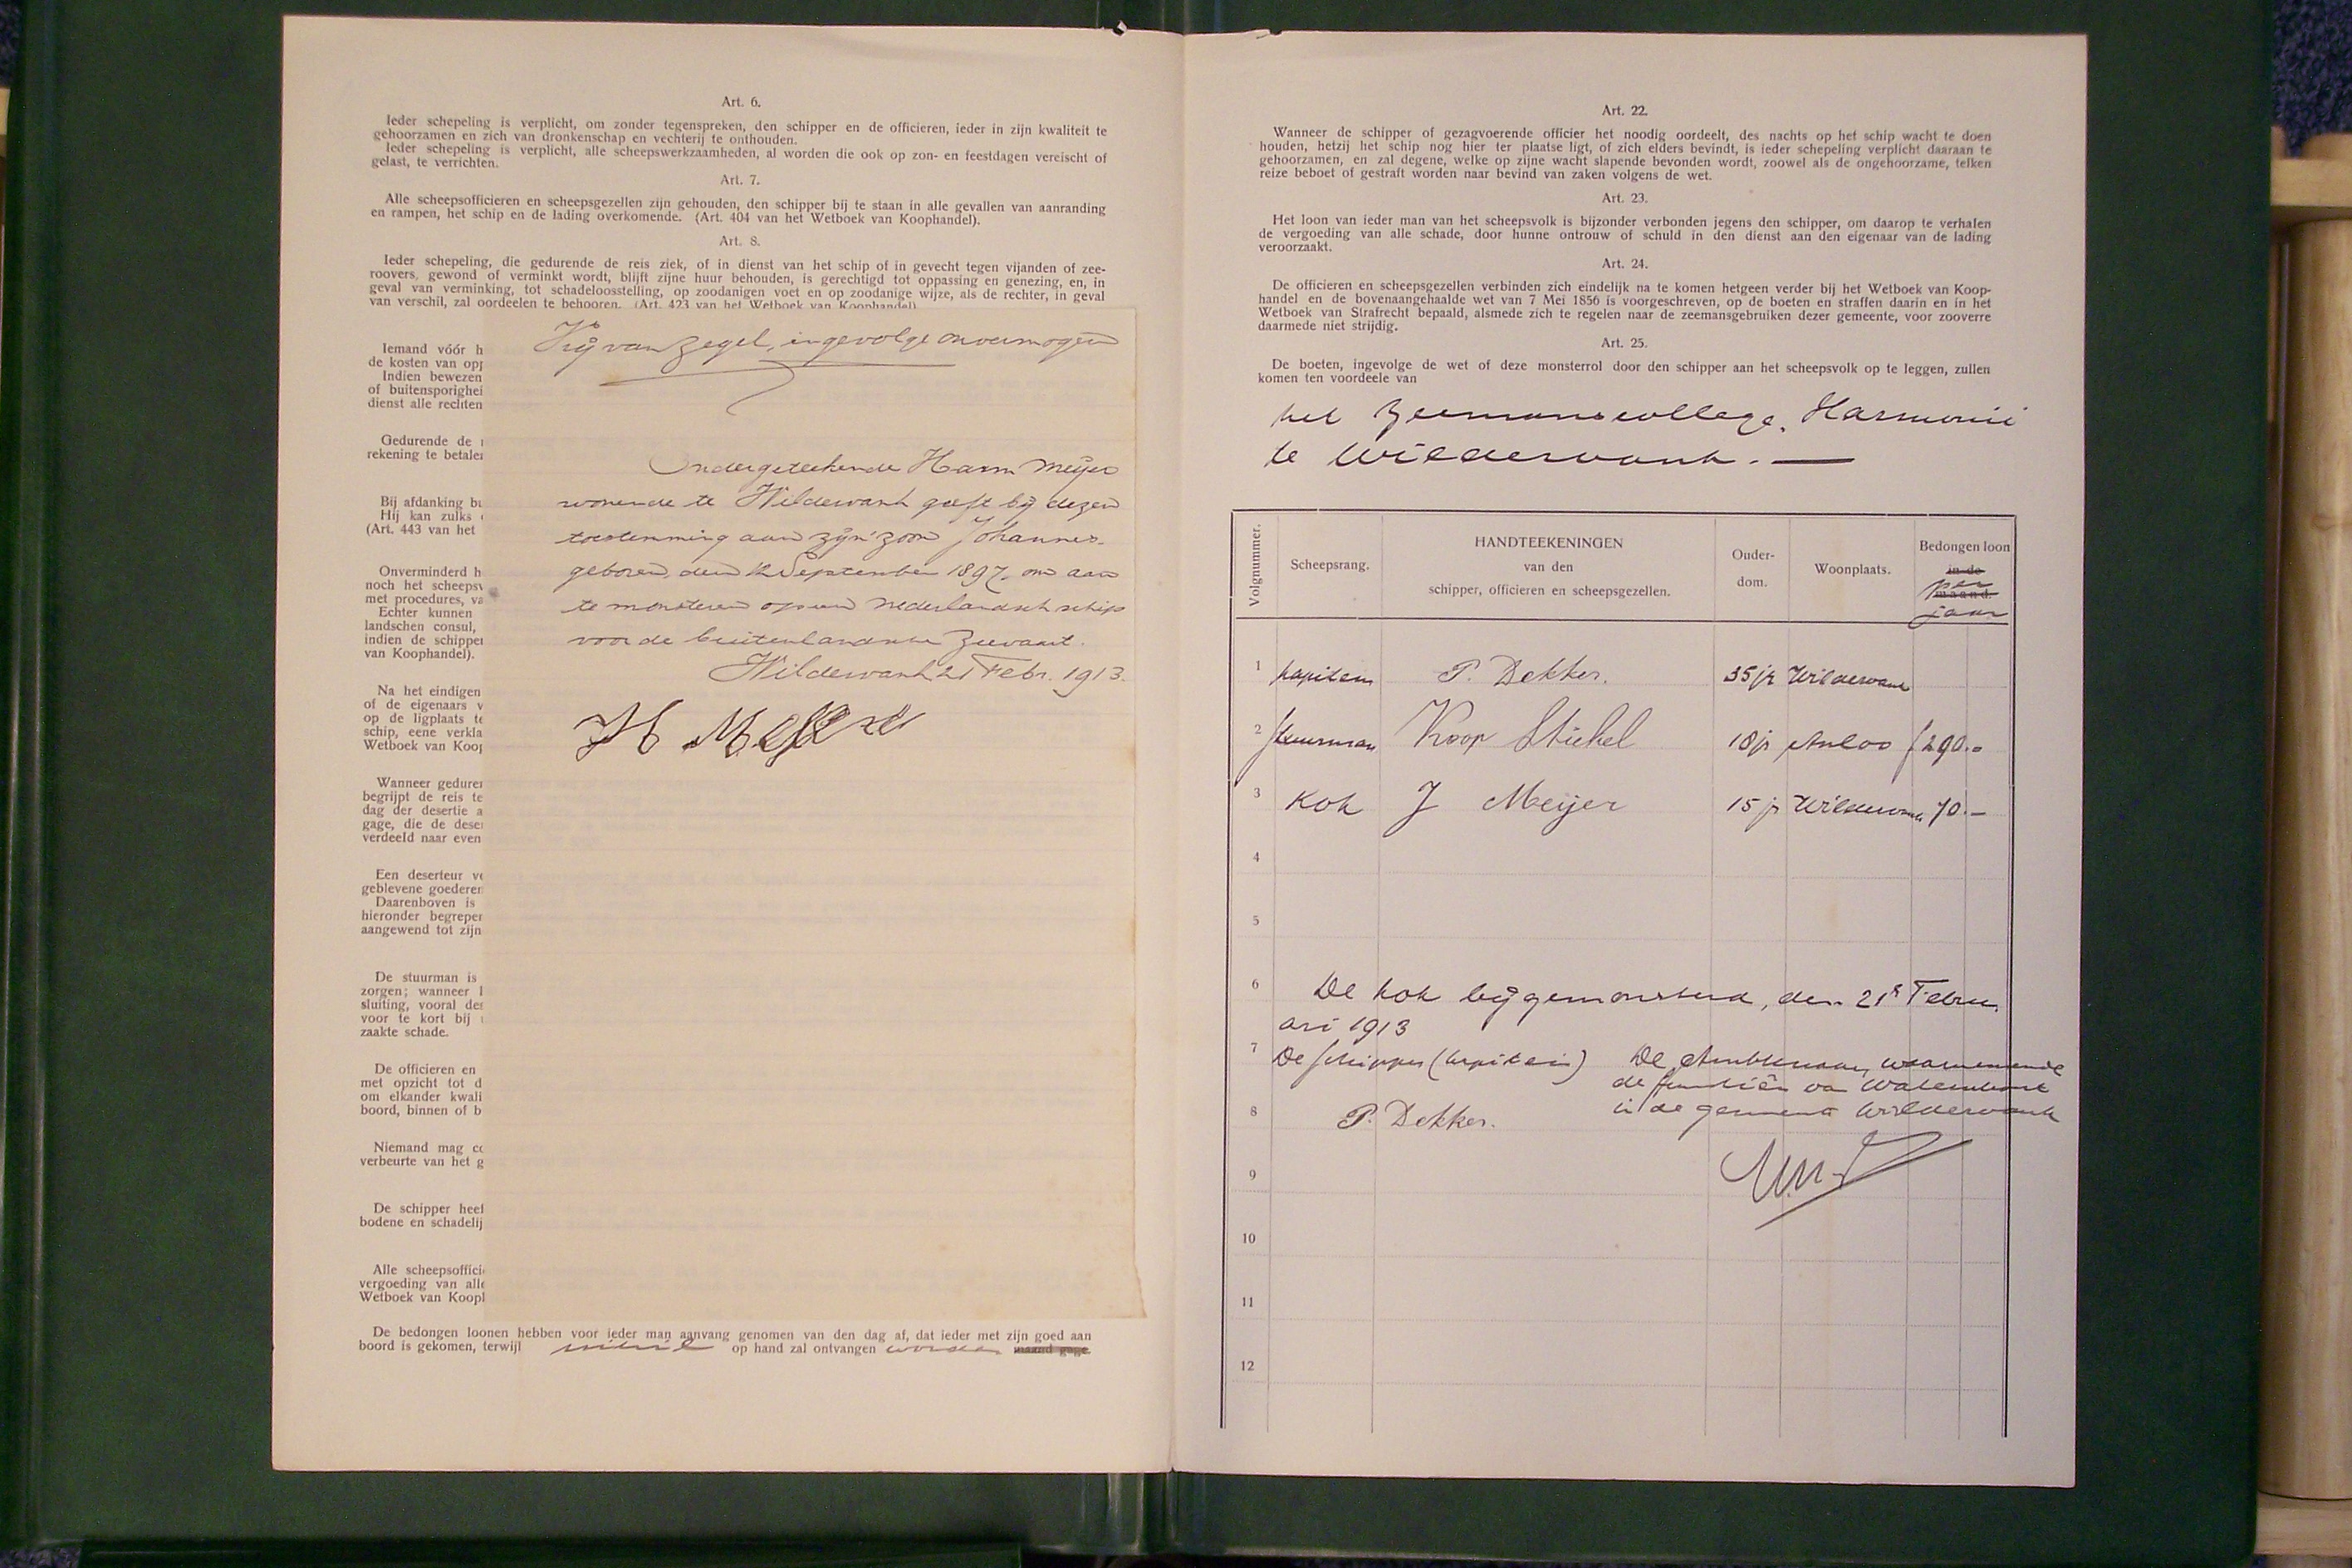 Art. 6.
Ieder schepeling is verplicht, om zonder tegenspreken, den schipper en de officieren, ieder in zijn kwaliteit te
gehoorzamen en zich van dronkenschap en vechterij te onthouden.
Ieder schepeling is verplicht, alle scheepswerkzaamheden, al worden die ook op zon- en feestdagen vereischt of
gelast, te verrichten.
Art. 7.
Alle scheepsofficieren en scheepsgezellen zijn gehouden, den schipper bij te staan in alle gevallen van aanranding
en rampen, het schip en de lading overkomende. (Art. 404 van het Wetboek van Koophandel).
Art. 8.
Ieder schepeling, die gedurende de reis ziek, of in dienst van het schip of in gevecht tegen vijanden of zee-
roovers, gewond of verminkt wordt, blijft zijne huur behouden, is gerechtigd tot oppassing en genezing, en, in
geval van verminking, tot schadeloosstelling, op zoodanigen voet en op zoodanige wijze, als de rechter, in geval
van verschil, zal oordeelen te behooren. (Art. 423 van het Wetboek van Koophandel).
Iemand vóór h
de kosten van opp
Indien bewezen
of buitensporighei
dienst alle rechten
Gedurende de
rekening te betale
Bij afdanking bu
Hij kan zulks
(Art. 443 van het
Onverminderd h
noch het scheepsv
met procedures, va
Echter kunnen
landschen consul,
indien de schipper
van Koophandel).
Na het eindigen
of de eigenaars v
op de ligplaats te
schip, eene verkla
Wetboek van Koop
Wanneer gedure
begrijpt de reis te
dag der desertie a
gage, die de dese
verdeeld naar even
Een deserteur ve
geblevene goederen
Daarenboven is
hieronder begrepen
aangewend tot zijn
De stuurman is
zorgen; wanneer
sluiting, vooral des
voor te kort bij
zaakte schade.
De officieren en
met opzicht tot d
om elkander kwali
boord, binnen of b
Niemand mag co
verbeurte van het g
De schipper heef
bodene en schadelij
Alle scheepsoffici
vergoeding van alle
Wetboek van Koopl
Vrij van zegel, ingevolge onvermogen
Ondergeteekende Harm Meijer
wonende te Wildervank geeft bij dezen
toestemming aan zijn zoon Johannes
geboren, den 12 September 1897, om aan
te monsteren op een Nederlandsch schip
voor de buitenlandsche Zeevaart.
Wildervank 21 Febr. 1913.
H Meijer
De bedongen loonen hebben voor ieder man aanvang genomen van den dag af, dat ieder met zijn goed aan
boord is gekomen, terwijl op hand zal ontvangen worden maand gage.
Art. 22.
Wanneer de schipper of gezagvoerende officier het noodig oordeelt, des nachts op het schip wacht te doen
houden, hetzij het schip nog hier ter plaatse ligt, of zich elders bevindt, is ieder schepeling verplicht daaraan te
gehoorzamen, en zal degene, welke op zijne wacht slapende bevonden wordt, zoowel als de ongehoorzame, telken
reize beboet of gestraft worden naar bevind van zaken volgens de wet.
Art. 23.
Het loon van ieder man van het scheepsvolk is bijzonder verbonden jegens den schipper, om daarop te verhalen
de vergoeding van alle schade, door hunne ontrouw of schuld in den dienst aan den eigenaar van de lading
veroorzaakt.
Art. 24.
De officieren en scheepsgezellen verbinden zich eindelijk na te komen hetgeen verder bij het Wetboek van Koop-
handel en de bovenaangehaalde wet van 7 Mei 1856 is voorgeschreven, op de boeten en straffen daarin en in het
Wetboek van Strafrecht bepaald, alsmede zich te regelen naar de zeemansgebruiken dezer gemeente, voor zooverre
daarmede niet strijdig.
Art. 25.
De boeten, ingevolge de wet of deze monsterrol door den schipper aan het scheepsvolk op te leggen, zullen
komen ten voordeele van
het Zeemanscollege, Harmonie
te Wildervank. —
Volgnummer. Scheepsrang. HANDTEEKENINGEN van den schipper, officieren en scheepsgezellen. Ouder-dom. Woonplaats. Bedongen loon in de maand. per jaar
1 kapitein P. Dekker. 35 jr Wildervank
2 stuurman Koop Stichel 18 jr Anloo f 290.-
3 Kok J Meijer 15 jr Wildervank 70.-
4
5
6 De kok bijgemonsterd, den 21e Febru
ari 1913
7 De schipper (kapitein) De Ambtenaar, waarnemende
de functiën van Waterschout
in de gemeente Wildervank
8 P. Dekker.
9
10
11
12